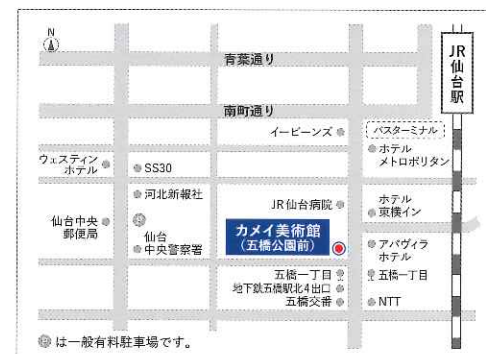 N
青葉通り
JR仙台駅
南町通り
イービーンズ
バスターミナル
ホテル
メトロポリタン
ウェスティン
ホテル
SS30
河北新報社
JR仙台病院
ホテル
東横イン
仙台中央
郵便局
仙台
中央警察署
カメイ美術館
(五橋公園前)
アパヴィラ
ホテル
五橋一丁目
地下鉄五橋駅北4出口
五橋交番
五橋一丁目
NTT
は一般有料駐車場です。